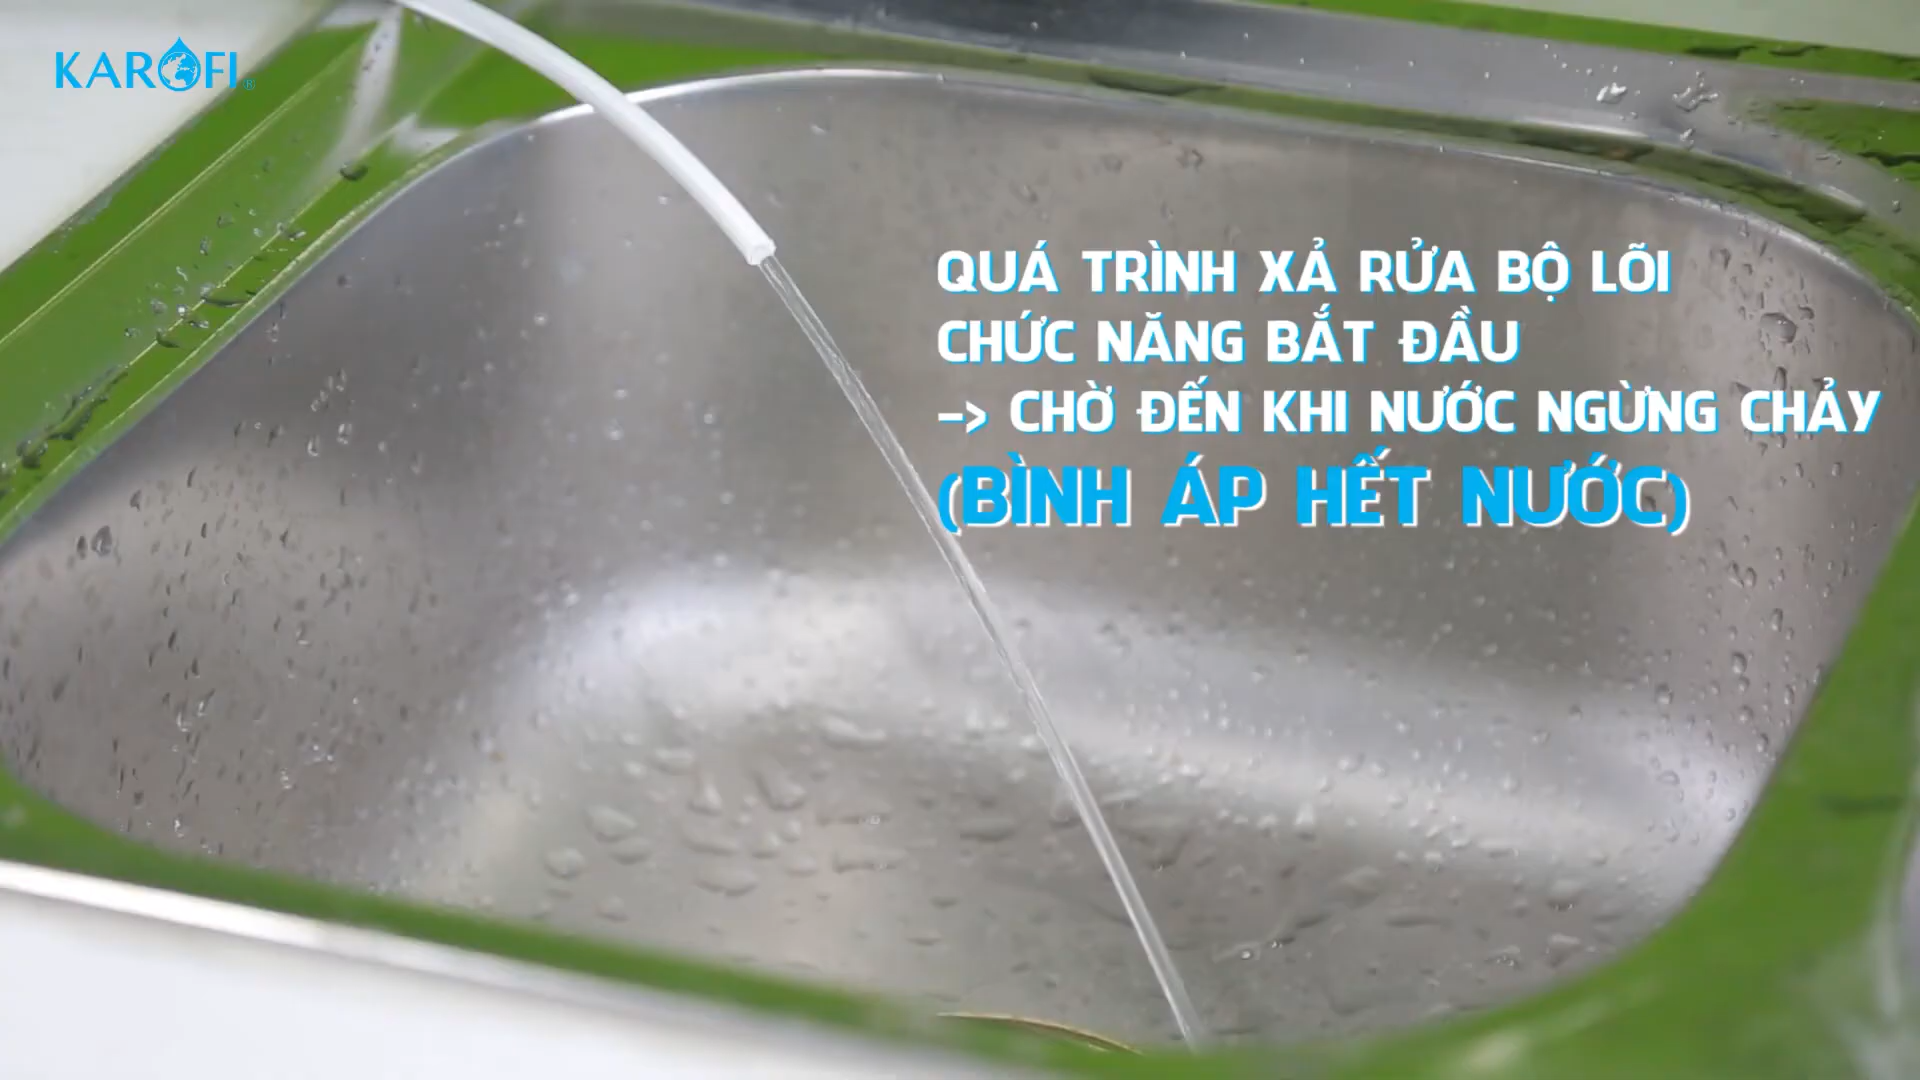 KAROFI®
QUÁ TRÌNH XẢ RỬA BỘ LÕI
CHỨC NĂNG BẮT ĐẦU
-> CHỜ ĐẾN KHI NƯỚC NGỪNG CHẢY
(BÌNH ÁP HẾT NƯỚC)